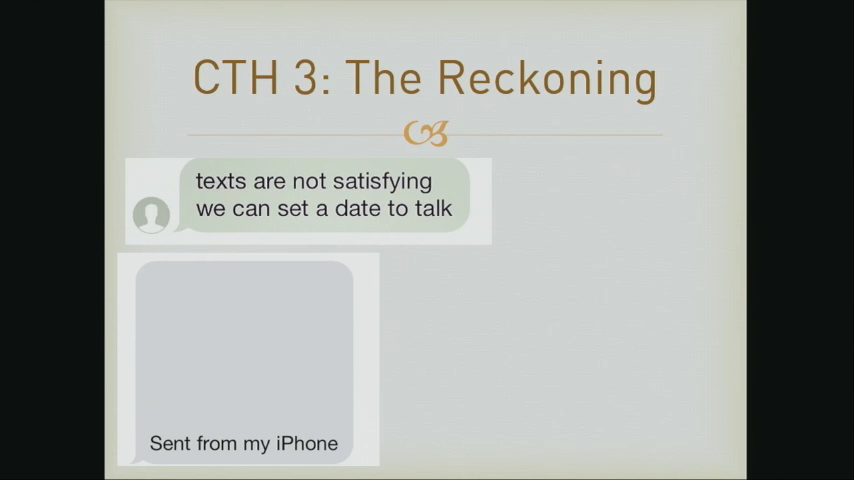 CTH 3: The Reckoning
texts are not satisfying
we can set a date to talk
Sent from my iPhone